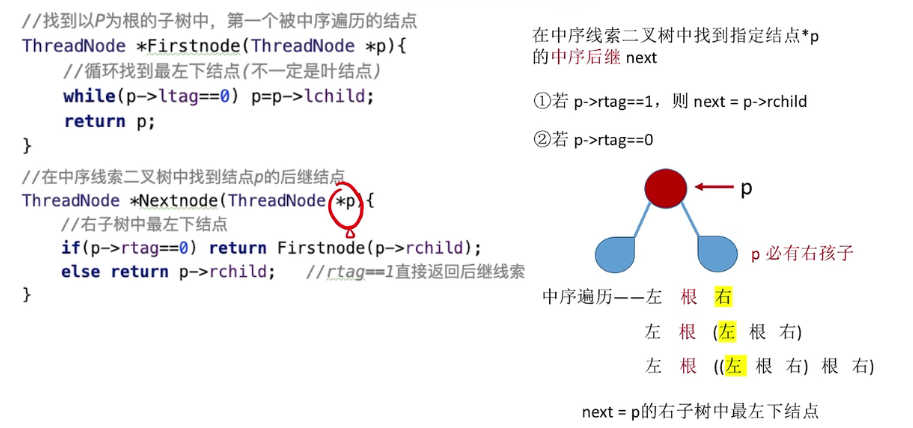 //找到以P为根的子树中，第一个被中序遍历的结点
ThreadNode *Firstnode(ThreadNode *p){
//循环找到最左下结点(不一定是叶结点)
while(p->ltag==0) p=p->lchild;
return p;
}
//在中序线索二叉树中找到结点p的后继结点
ThreadNode *Nextnode(ThreadNode *p){
//右子树中最左下结点
if(p->rtag==0) return Firstnode(p->rchild);
else return p->rchild; //rtag==1直接返回后继线索
}
在中序线索二叉树中找到指定结点*p
的中序后继 next
①若 p->rtag==1，则 next = p->rchild
②若 p->rtag==0
p
p 必有右孩子
中序遍历——左 根 右
左 根 (左 根 右)
左 根 ((左 根 右) 根 右)
next = p的右子树中最左下结点